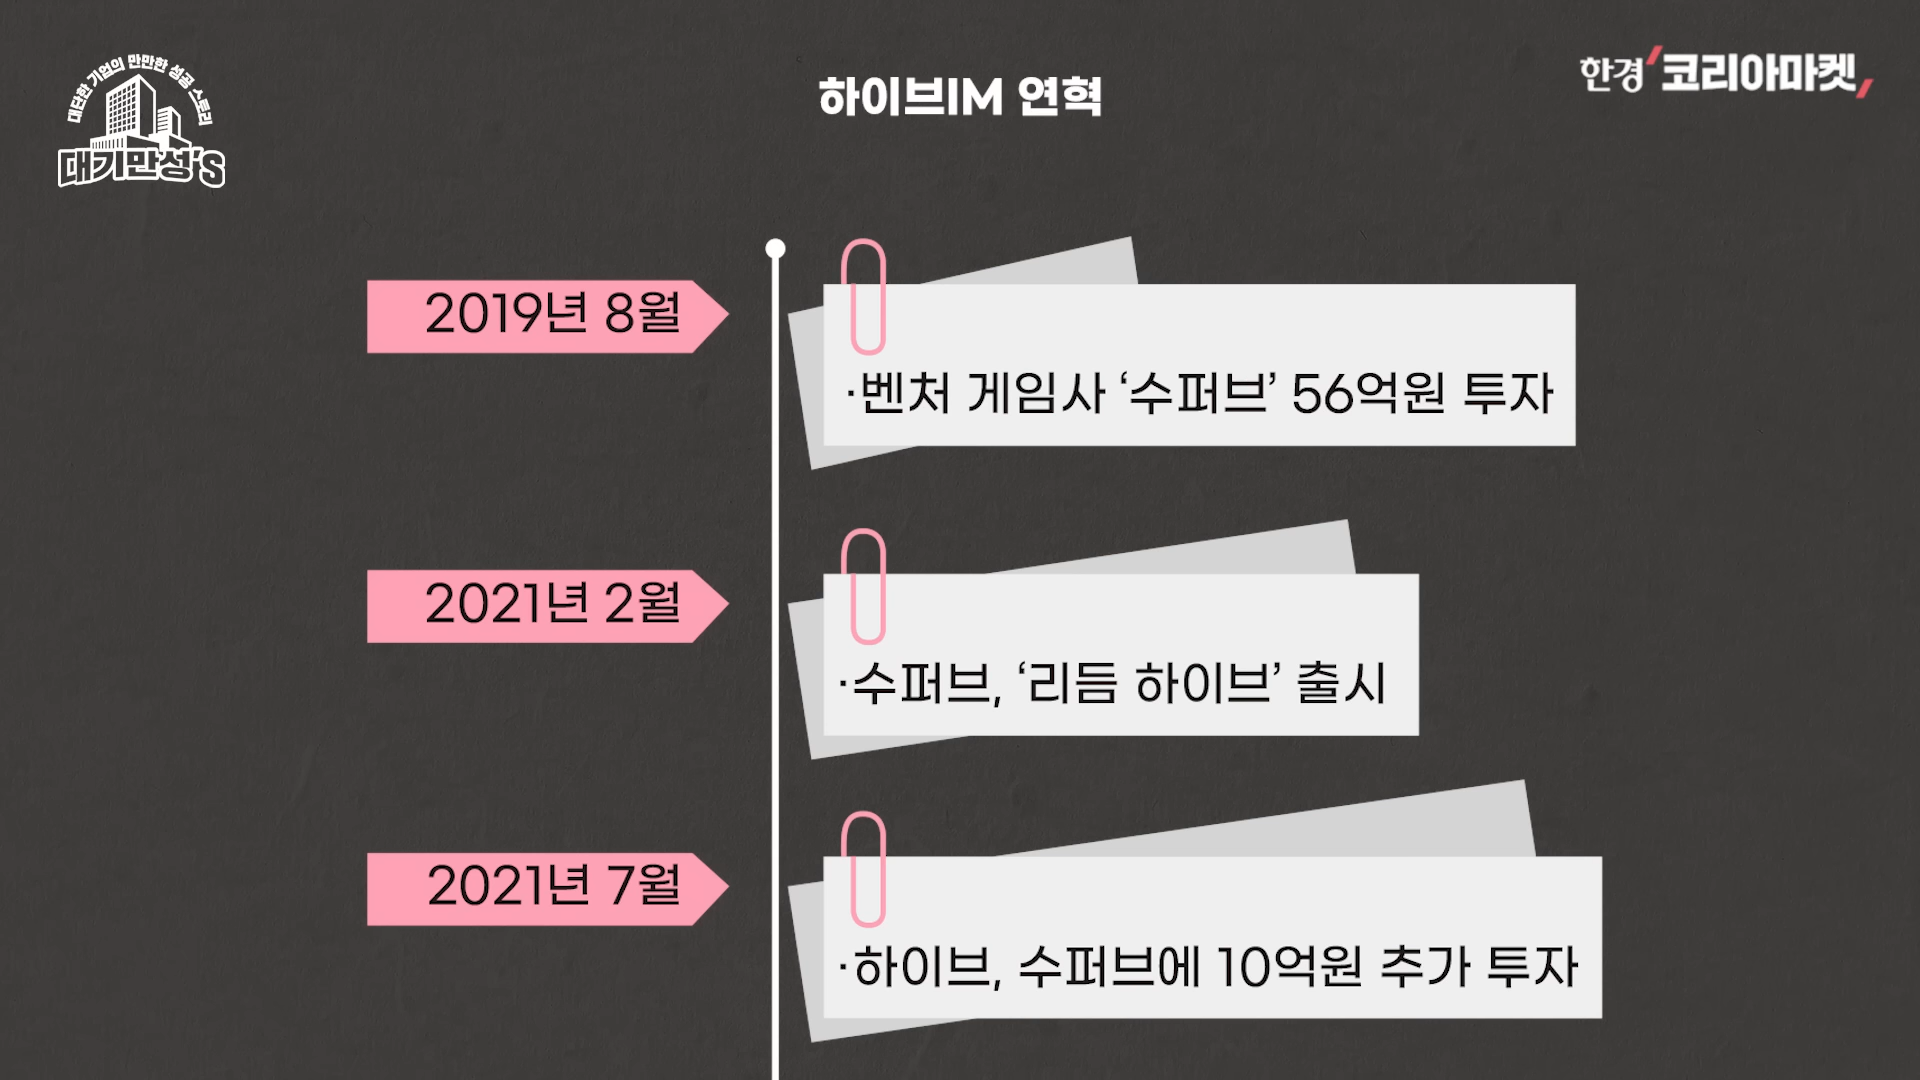 대단한 기업의 만만한 성공 스토리
대기만성'S
하이브IM 연혁
한경 '코리아마켓,
2019년 8월
·벤처 게임사 ‘수퍼브’ 56억원 투자
2021년 2월
·수퍼브, ‘리듬 하이브’ 출시
2021년 7월
·하이브, 수퍼브에 10억원 추가 투자